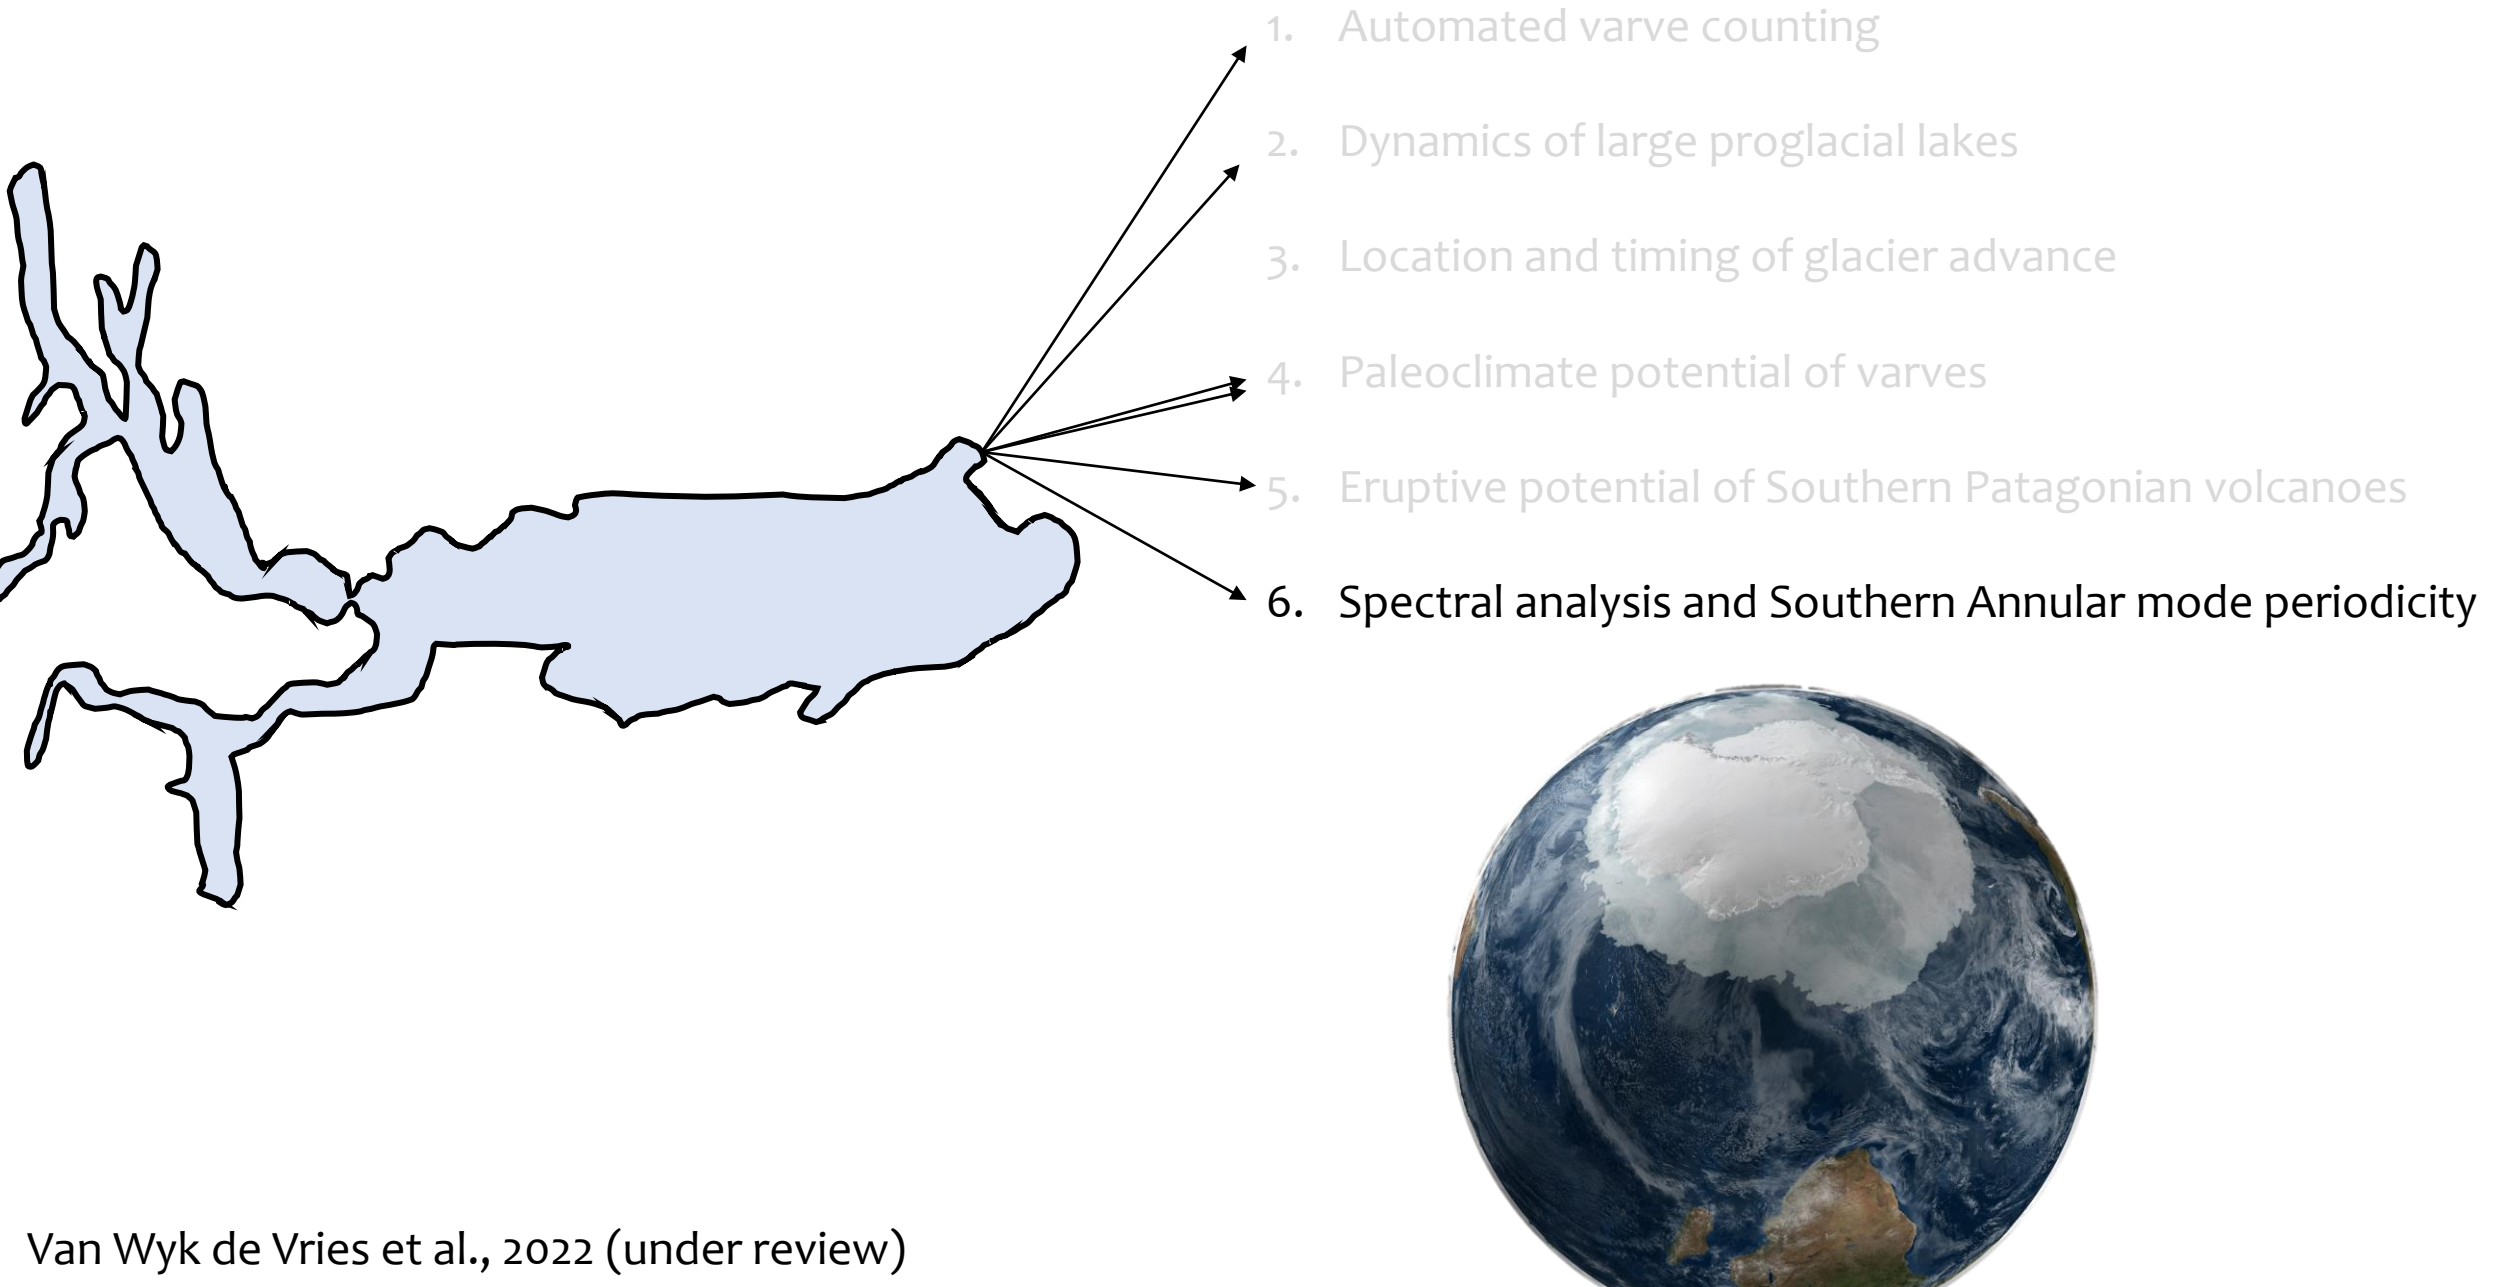 1. Automated varve counting
2. Dynamics of large proglacial lakes
3. Location and timing of glacier advance
4. Paleoclimate potential of varves
5. Eruptive potential of Southern Patagonian volcanoes
6. Spectral analysis and Southern Annular mode periodicity
Van Wyk de Vries et al., 2022 (under review)